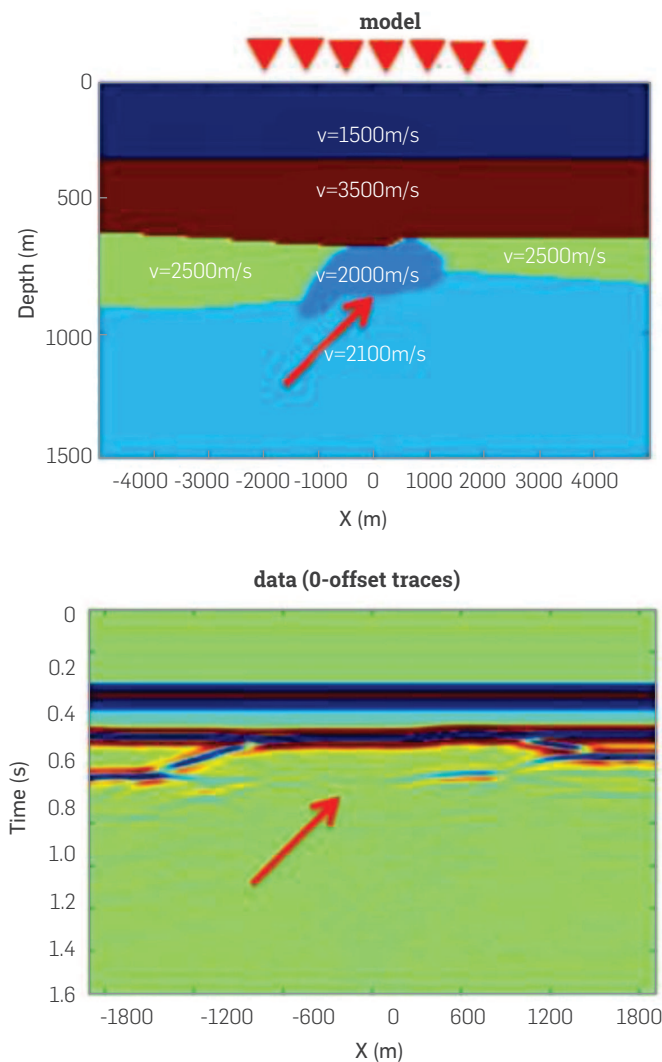 model
0
v=1500m/s
500
v=3500m/s
v=2500m/s
v=2000m/s
v=2500m/s
Depth (m)
1000
v=2100m/s
1500
-4000 -3000 -2000 -1000 0 1000 2000 3000 4000
X (m)
data (0-offset traces)
0
0.2
0.4
0.6
0.8
1.0
1.2
1.4
1.6
Time (s)
-1800 -1200 -600 0 600 1200 1800
X (m)